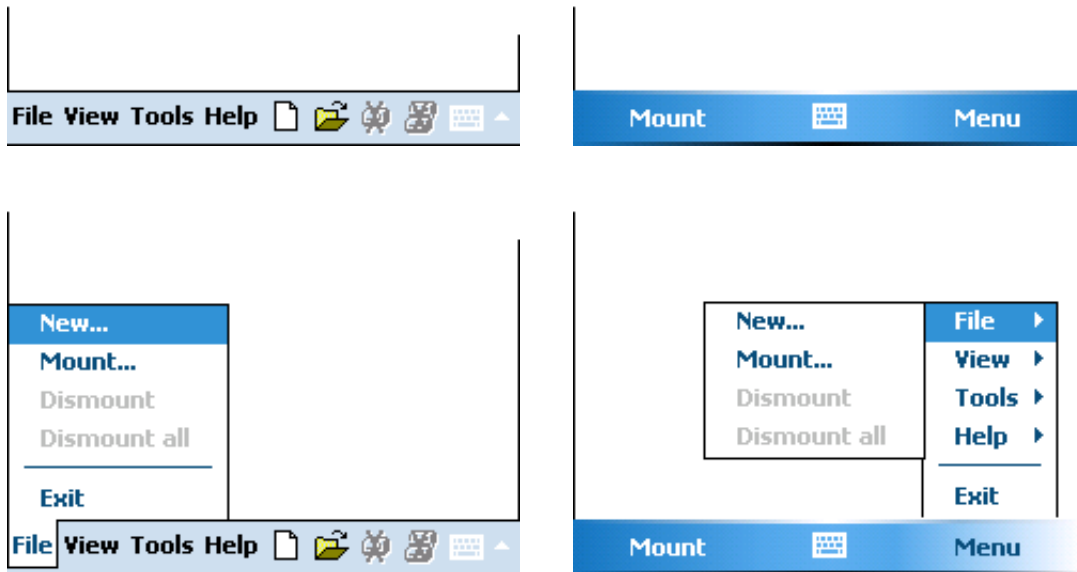 File View Tools Help
Mount Menu
New...
Mount...
Dismount
Dismount all
Exit
File View Tools Help
New...
Mount...
Dismount
Dismount all
File
View
Tools
Help
Exit
Mount Menu